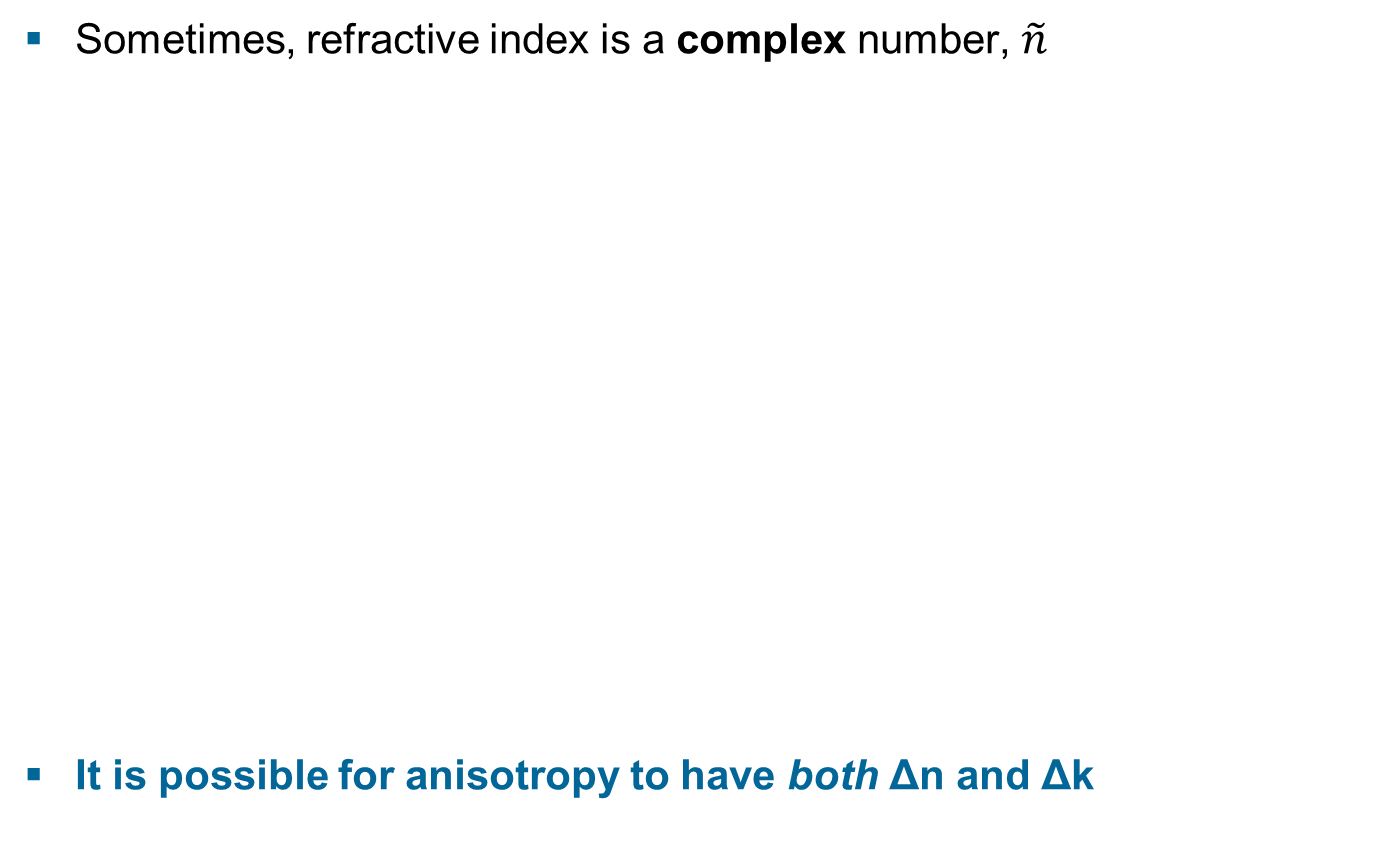 ▪ Sometimes, refractive index is a complex number, ñ
▪ It is possible for anisotropy to have both Δn and Δk